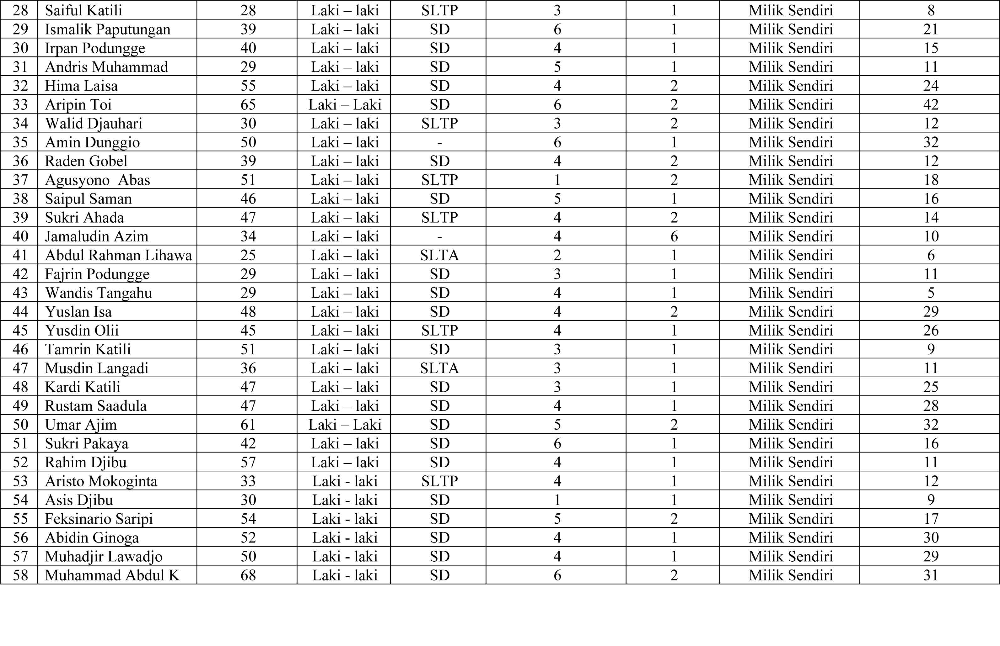 28 Saiful Katili 28 Laki – laki SLTP 3 1 Milik Sendiri 8
29 Ismalik Paputungan 39 Laki – laki SD 6 1 Milik Sendiri 21
30 Irpan Podungge 40 Laki – laki SD 4 1 Milik Sendiri 15
31 Andris Muhammad 29 Laki – laki SD 5 1 Milik Sendiri 11
32 Hima Laisa 55 Laki – laki SD 4 2 Milik Sendiri 24
33 Aripin Toi 65 Laki – Laki SD 6 2 Milik Sendiri 42
34 Walid Djauhari 30 Laki – laki SLTP 3 2 Milik Sendiri 12
35 Amin Dunggio 50 Laki – laki - 6 1 Milik Sendiri 32
36 Raden Gobel 39 Laki – laki SD 4 2 Milik Sendiri 12
37 Agusyono  Abas 51 Laki – laki SLTP 1 2 Milik Sendiri 18
38 Saipul Saman 46 Laki – laki SD 5 1 Milik Sendiri 16
39 Sukri Ahada 47 Laki – laki SLTP 4 2 Milik Sendiri 14
40 Jamaludin Azim 34 Laki – laki - 4 6 Milik Sendiri 10
41 Abdul Rahman Lihawa 25 Laki – laki SLTA 2 1 Milik Sendiri 6
42 Fajrin Podungge 29 Laki – laki SD 3 1 Milik Sendiri 11
43 Wandis Tangahu 29 Laki – laki SD 4 1 Milik Sendiri 5
44 Yuslan Isa 48 Laki – laki SD 4 2 Milik Sendiri 29
45 Yusdin Olii 45 Laki – laki SLTP 4 1 Milik Sendiri 26
46 Tamrin Katili 51 Laki – laki SD 3 1 Milik Sendiri 9
47 Musdin Langadi 36 Laki – laki SLTA 3 1 Milik Sendiri 11
48 Kardi Katili 47 Laki – laki SD 3 1 Milik Sendiri 25
49 Rustam Saadula 47 Laki – laki SD 4 1 Milik Sendiri 28
50 Umar Ajim 61 Laki – Laki SD 5 2 Milik Sendiri 32
51 Sukri Pakaya 42 Laki – laki SD 6 1 Milik Sendiri 16
52 Rahim Djibu 57 Laki – laki SD 4 1 Milik Sendiri 11
53 Aristo Mokoginta 33 Laki - laki SLTP 4 1 Milik Sendiri 12
54 Asis Djibu 30 Laki - laki SD 1 1 Milik Sendiri 9
55 Feksinario Saripi 54 Laki - laki SD 5 2 Milik Sendiri 17
56 Abidin Ginoga 52 Laki - laki SD 4 1 Milik Sendiri 30
57 Muhadjir Lawadjo 50 Laki - laki SD 4 1 Milik Sendiri 29
58 Muhammad Abdul K 68 Laki - laki SD 6 2 Milik Sendiri 31